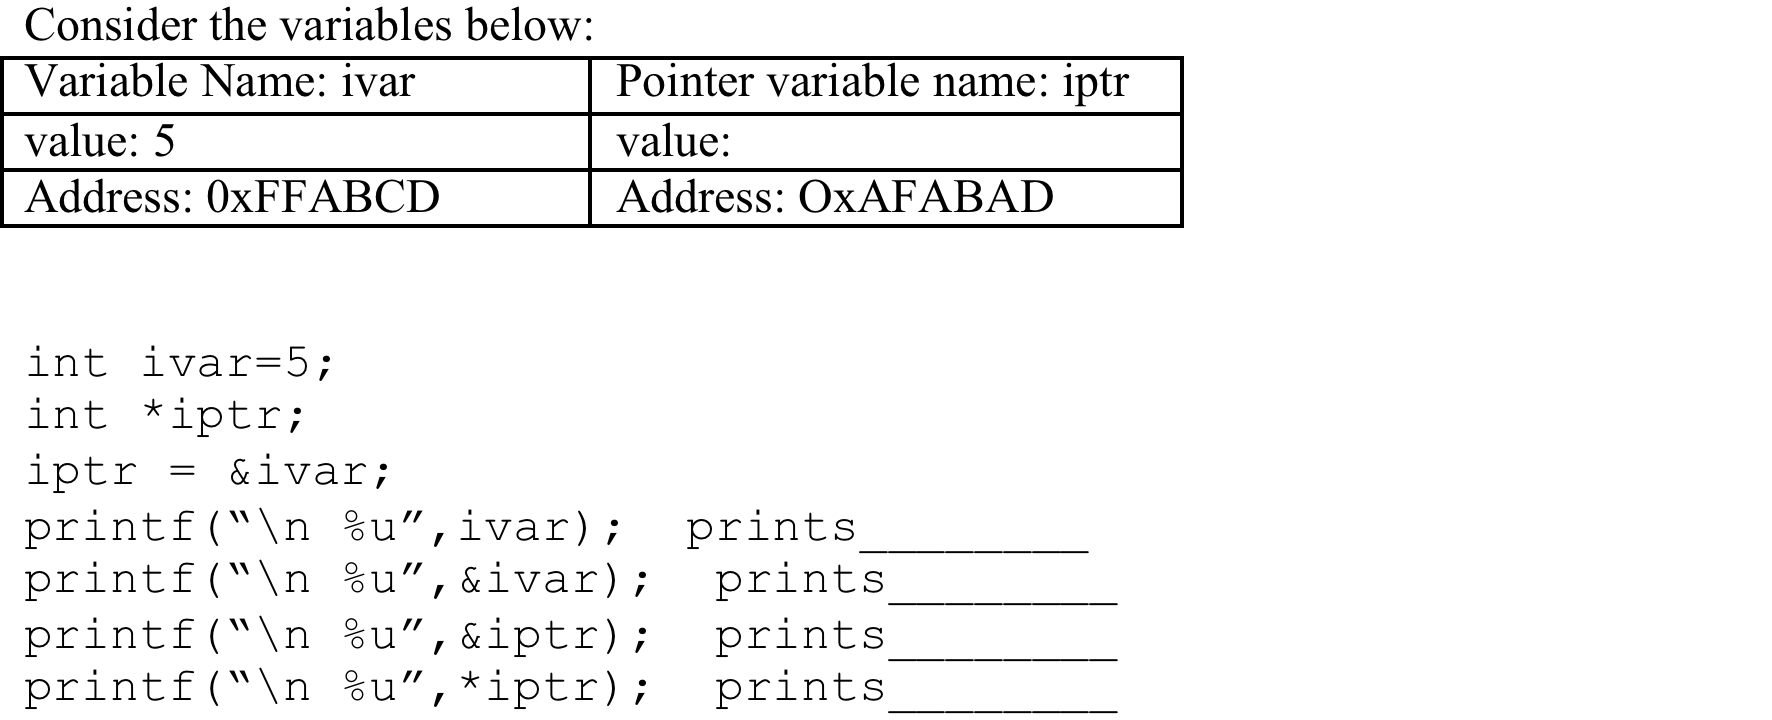 Consider the variables below:
Variable Name: ivar Pointer variable name: iptr
value: 5 value:
Address: 0xFFABCD Address: OxAFABAD
int ivar=5;
int *iptr;
iptr = &ivar;
printf(“\n %u”,ivar); prints________
printf(“\n %u”,&ivar); prints________
printf(“\n %u”,&iptr); prints________
printf(“\n %u”,*iptr); prints________